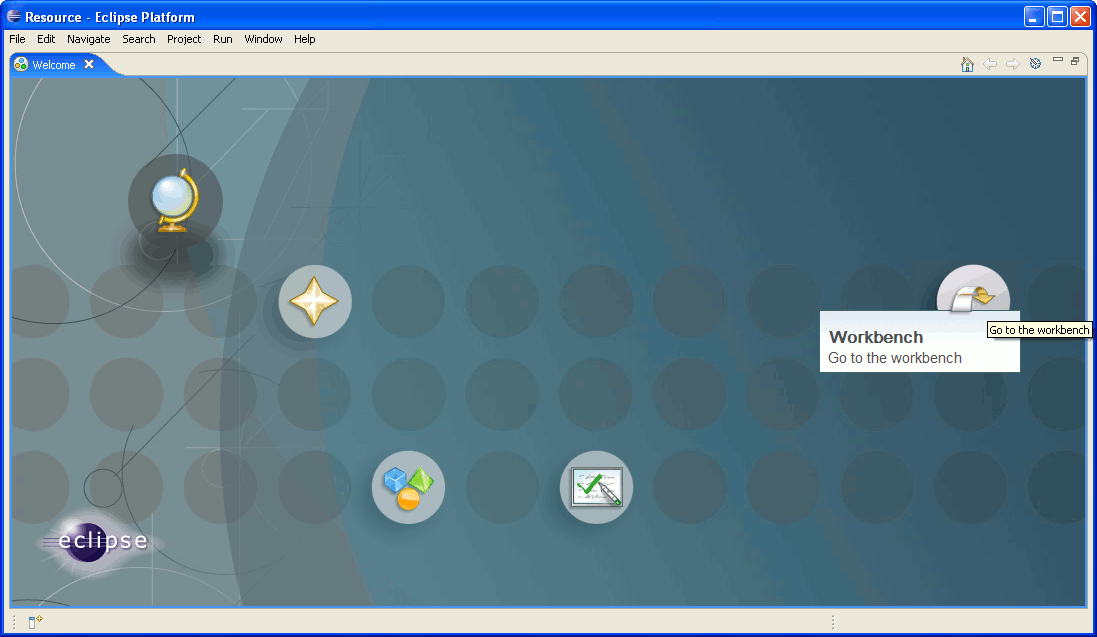 Resource - Eclipse Platform
File Edit Navigate Search Project Run Window Help
Welcome
Workbench
Go to the workbench
Go to the workbench
eclipse